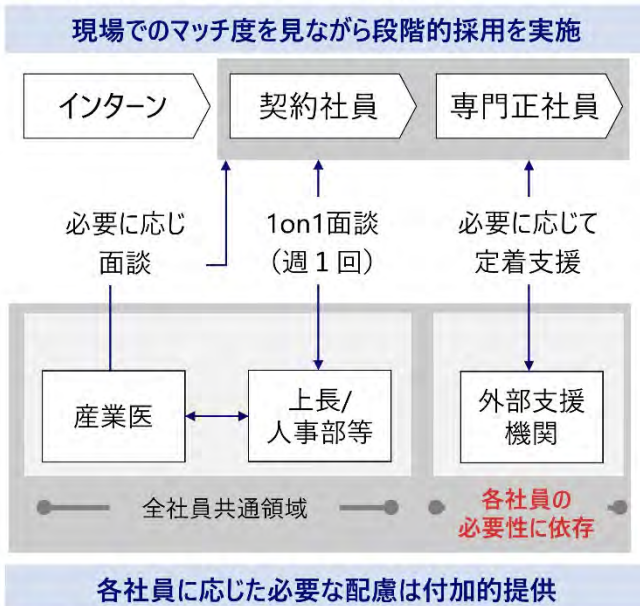 現場でのマッチ度を見ながら段階的採用を実施
インターン
契約社員
専門正社員
必要に応じ
面談
1on1面談
（週１回）
必要に応じて
定着支援
産業医
上長/
人事部等
外部支援
機関
全社員共通領域
各社員の
必要性に依存
各社員に応じた必要な配慮は付加的提供